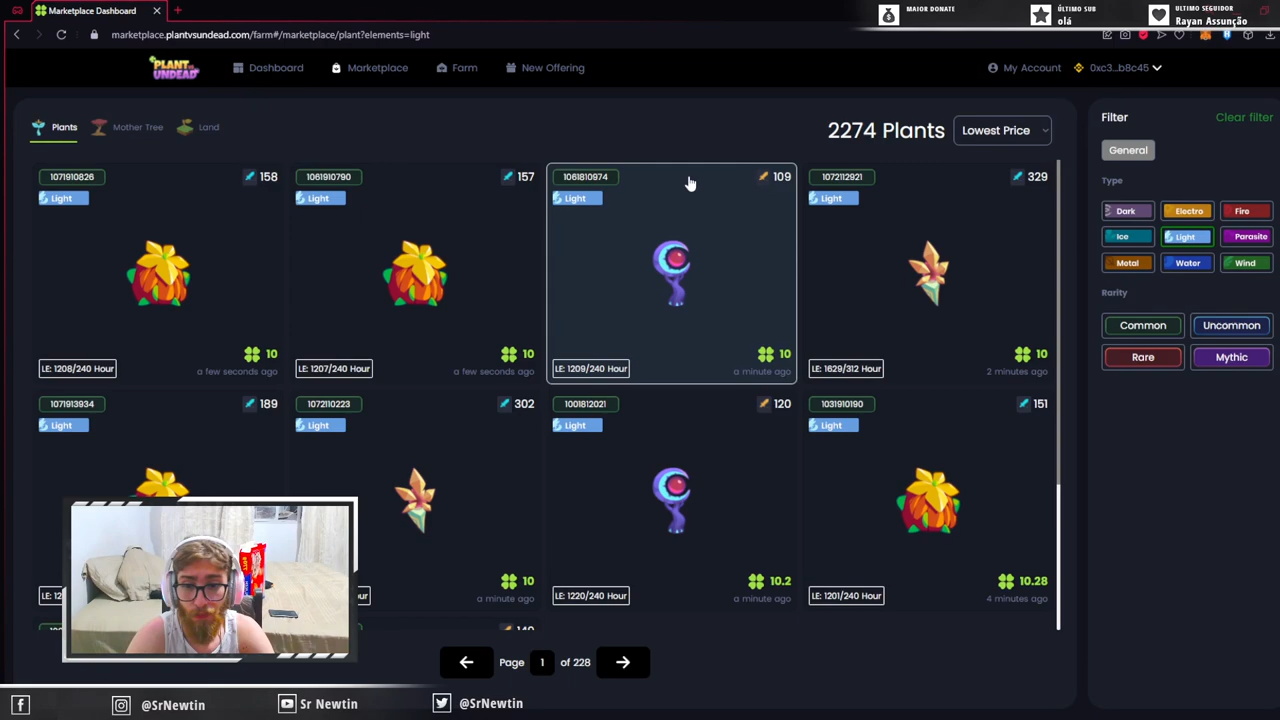 Marketplace Dashboard
MAIOR DONATE
ÚLTIMO SUB
olá
ULTIMO SEGUIDOR
Rayan Assunção
marketplace.plantvsundead.com/farm#/marketplace/plant?elements=light
PLANT UNDEAD
Dashboard
Marketplace
Farm
New Offering
My Account
0xc3...b8c45
Plants
Mother Tree
Land
2274 Plants
Lowest Price
Filter
Clear filter
General
Type
Dark
Electro
Fire
Ice
Light
Parasite
Metal
Water
Wind
Rarity
Common
Uncommon
Rare
Mythic
1071910826
158
Light
10
LE: 1208/240 Hour
a few seconds ago
1061910790
157
Light
10
LE: 1207/240 Hour
a few seconds ago
1061810974
109
Light
10
LE: 1209/240 Hour
a minute ago
1072112921
329
Light
10
LE: 1629/312 Hour
2 minutes ago
1071913934
189
Light
1072110223
302
Light
10
a minute ago
1001812021
120
Light
10.2
LE: 1220/240 Hour
a minute ago
1031910190
151
Light
10.28
LE: 1201/240 Hour
4 minutes ago
Page 1 of 228
@SrNewtin
Sr Newtin
@SrNewtin